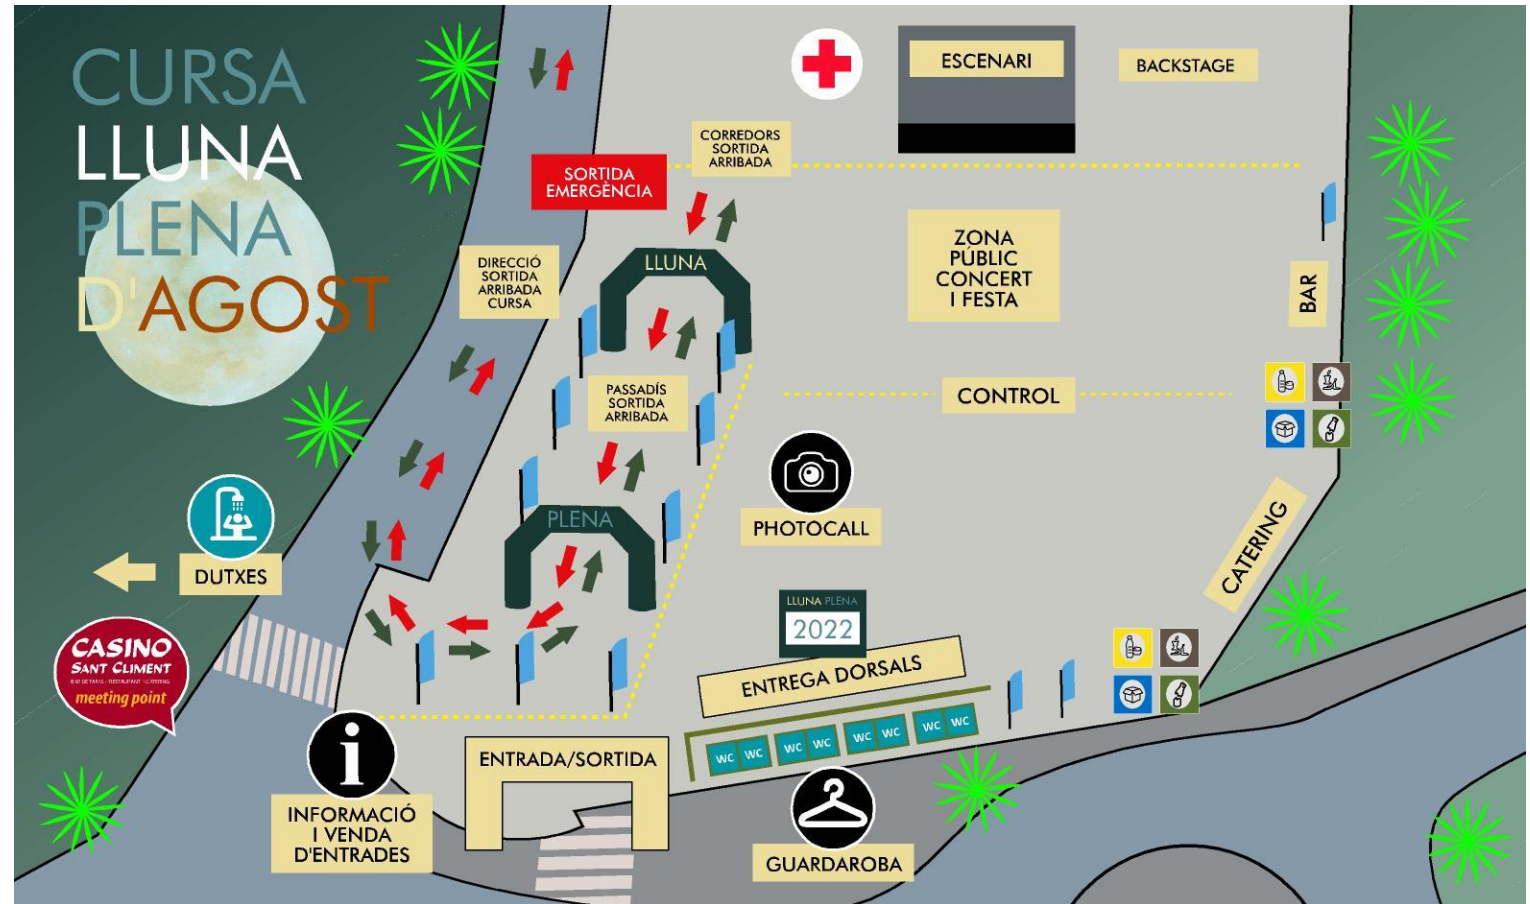 CURSA
LLUNA
PLENA
D'AGOST
ESCENARI
BACKSTAGE
CORREDORS
SORTIDA
ARRIBADA
SORTIDA
EMERGÈNCIA
DIRECCIÓ
SORTIDA
ARRIBADA
CURSA
LLUNA
ZONA
PÚBLIC
CONCERT
I FESTA
BAR
PASSADÍS
SORTIDA
ARRIBADA
CONTROL
PHOTOCALL
PLENA
CATERING
DUTXES
CASINO
SANT CLIMENT
meeting point
LLUNA PLENA
2022
ENTREGA DORSALS
WC WC WC WC WC WC WC WC
i
ENTRADA/SORTIDA
INFORMACIÓ
I VENDA
D'ENTRADES
GUARDAROBA